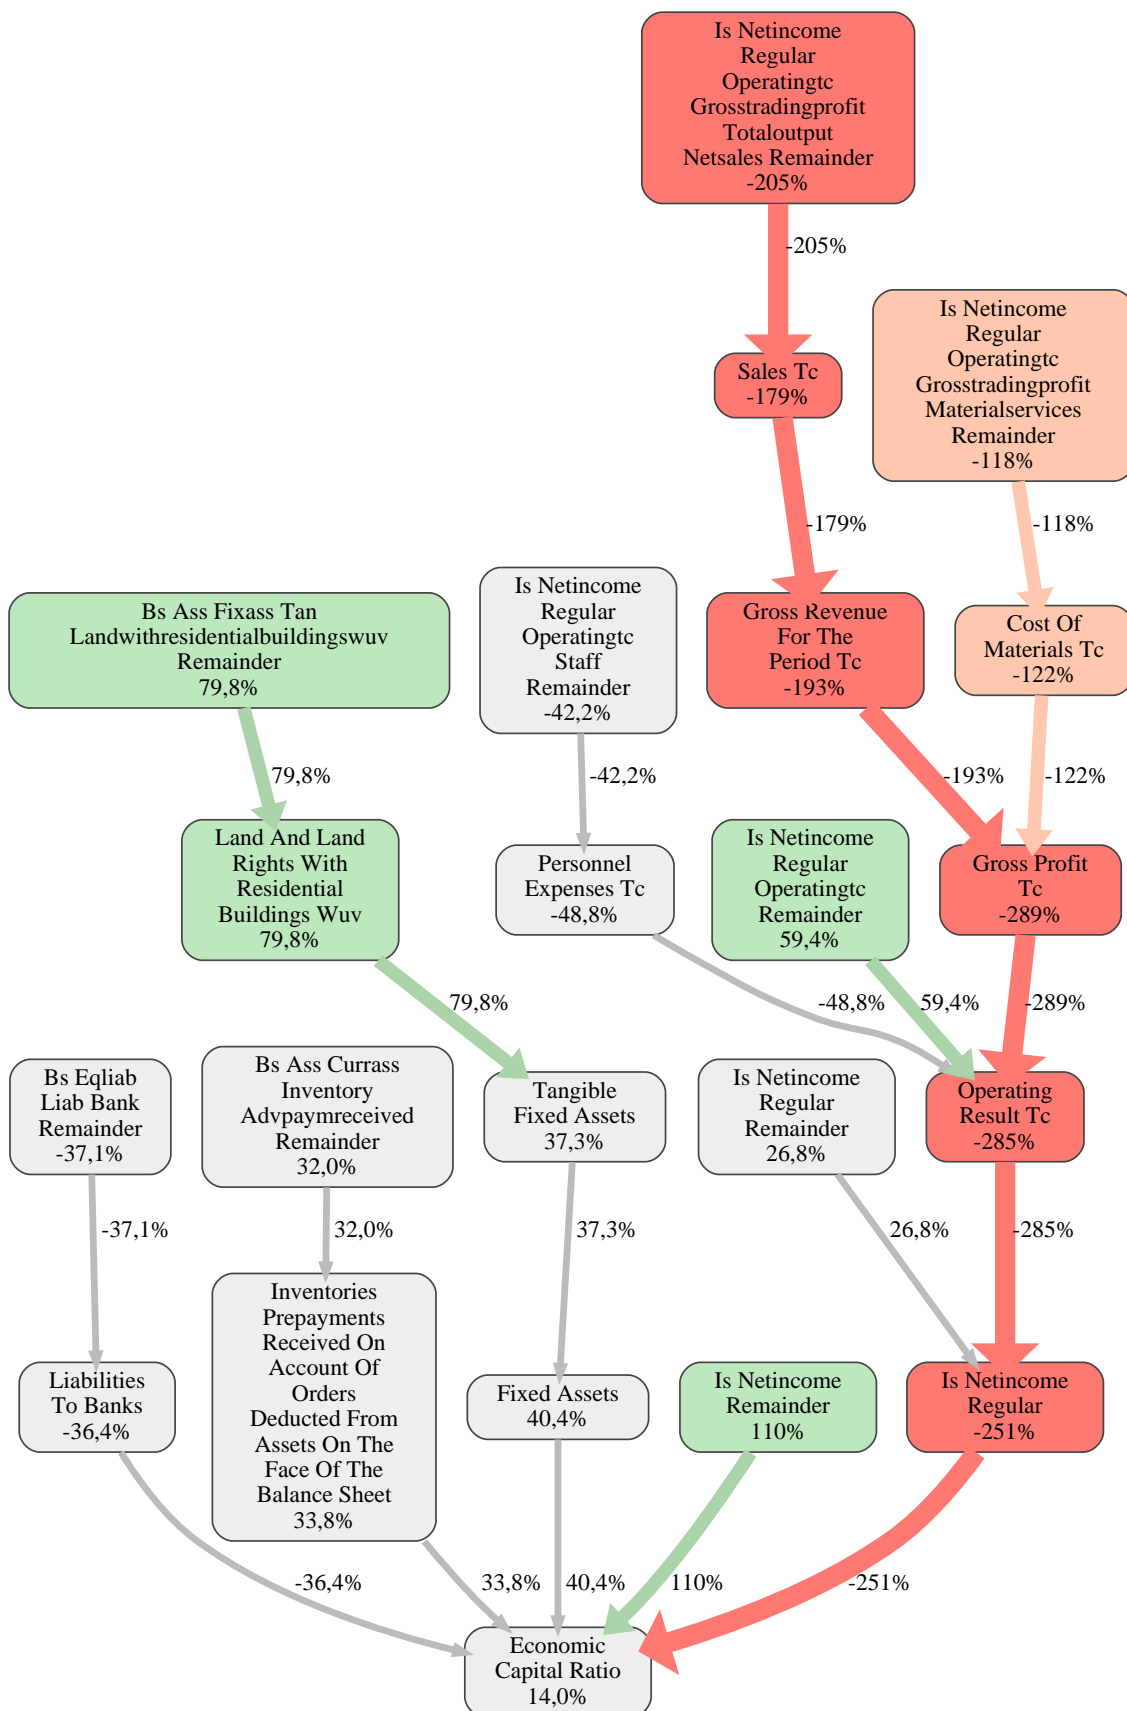 Is Netincome
Regular
Operatingtc
Grosstradingprofit
Totaloutput
Netsales Remainder
-205%
-205%
Is Netincome
Regular
Operatingtc
Grosstradingprofit
Materialservices
Remainder
-118%
Sales Tc
-179%
-179%
-118%
Is Netincome
Regular
Operatingtc
Staff
Remainder
-42,2%
Bs Ass Fixass Tan
Landwithresidentialbuildingswuv
Remainder
79,8%
Gross Revenue
For The
Period Tc
-193%
Cost Of
Materials Tc
-122%
79,8%
-42,2%
-193%
-122%
Land And Land
Rights With
Residential
Buildings Wuv
79,8%
Personnel
Expenses Tc
-48,8%
Is Netincome
Regular
Operatingtc
Remainder
59,4%
Gross Profit
Tc
-289%
79,8%
-48,8%
59,4%
-289%
Bs Eqliab
Liab Bank
Remainder
-37,1%
Bs Ass Currass
Inventory
Advpaymreceived
Remainder
32,0%
Tangible
Fixed Assets
37,3%
Is Netincome
Regular
Remainder
26,8%
Operating
Result Tc
-285%
-37,1%
32,0%
37,3%
26,8%
-285%
Liabilities
To Banks
-36,4%
Inventories
Prepayments
Received On
Account Of
Orders
Deducted From
Assets On The
Face Of The
Balance Sheet
33,8%
Fixed Assets
40,4%
Is Netincome
Remainder
110%
Is Netincome
Regular
-251%
-36,4%
33,8%
40,4%
110%
-251%
Economic
Capital Ratio
14,0%